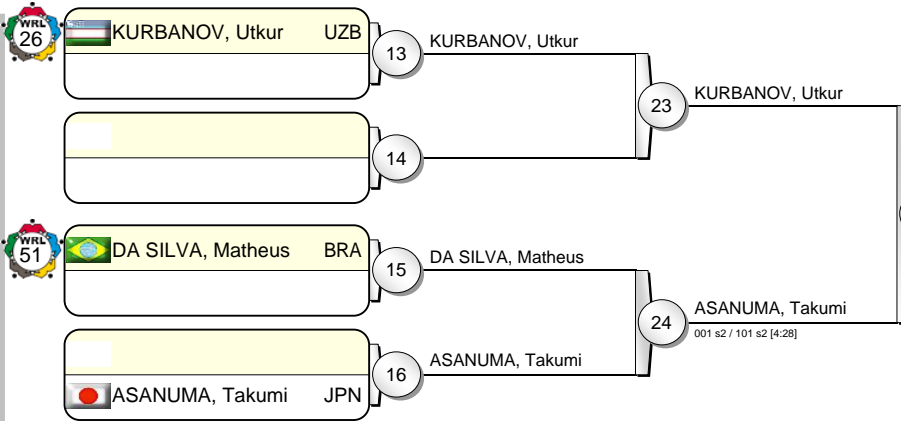 WRL
26
KURBANOV, Utkur UZB
13
KURBANOV, Utkur
14
23
KURBANOV, Utkur
WRL
51
DA SILVA, Matheus BRA
15
DA SILVA, Matheus
16
ASANUMA, Takumi
ASANUMA, Takumi JPN
24
ASANUMA, Takumi
001 s2 / 101 s2 [4:28]